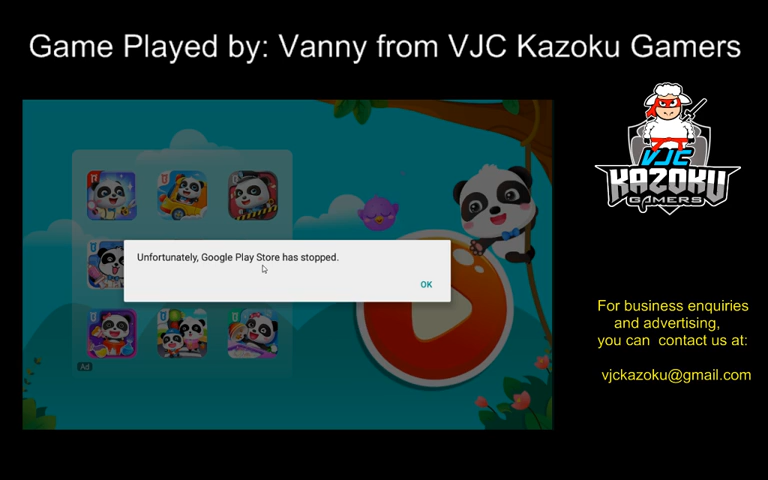 Game Played by: Vanny from VJC Kazoku Gamers
VJC
KAZOKU
GAMERS
Unfortunately, Google Play Store has stopped.
OK
Ad
For business enquiries
and advertising,
you can contact us at:
vjckazoku@gmail.com